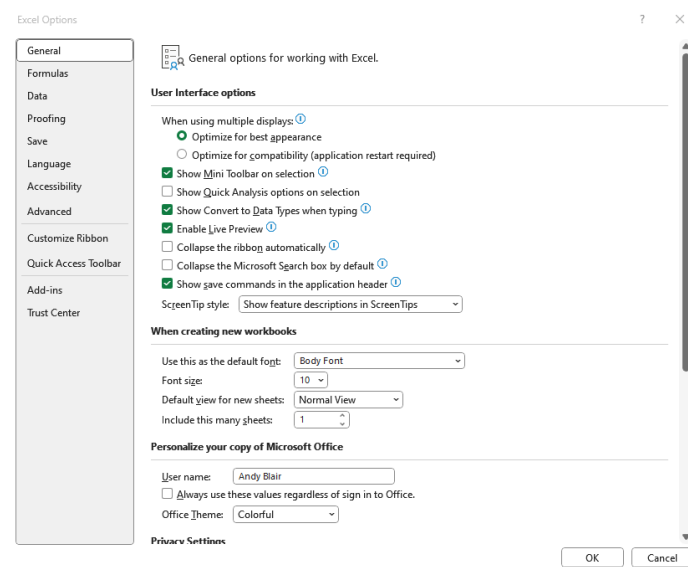 Excel Options
?
General
General options for working with Excel.
Formulas
Data
Proofing
Save
Language
Accessibility
Advanced
Customize Ribbon
Quick Access Toolbar
Add-ins
Trust Center
User Interface options
When using multiple displays:
Optimize for best appearance
Optimize for compatibility (application restart required)
Show Mini Toolbar on selection
Show Quick Analysis options on selection
Show Convert to Data Types when typing
Enable Live Preview
Collapse the ribbon automatically
Collapse the Microsoft Search box by default
Show save commands in the application header
ScreenTip style: Show feature descriptions in ScreenTips
When creating new workbooks
Use this as the default font: Body Font
Font size: 10
Default view for new sheets: Normal View
Include this many sheets: 1
Personalize your copy of Microsoft Office
User name: Andy Blair
Always use these values regardless of sign in to Office.
Office Theme: Colorful
Privacy Settings
OK
Cancel